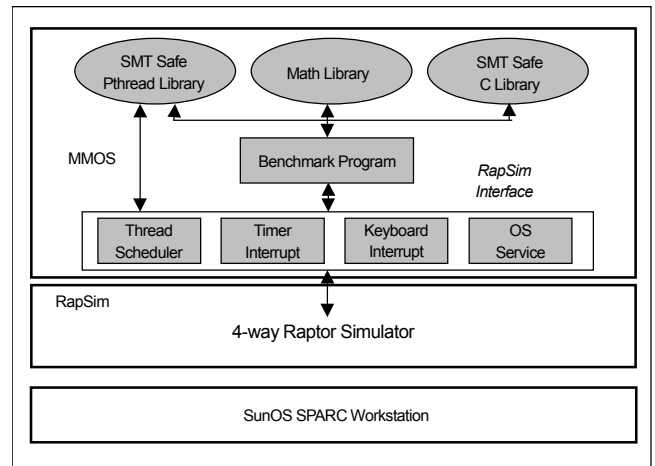 SMT Safe
Pthread Library
Math Library
SMT Safe
C Library
MMOS
Benchmark Program
RapSim
Interface
Thread
Scheduler
Timer
Interrupt
Keyboard
Interrupt
OS
Service
RapSim
4-way Raptor Simulator
SunOS SPARC Workstation